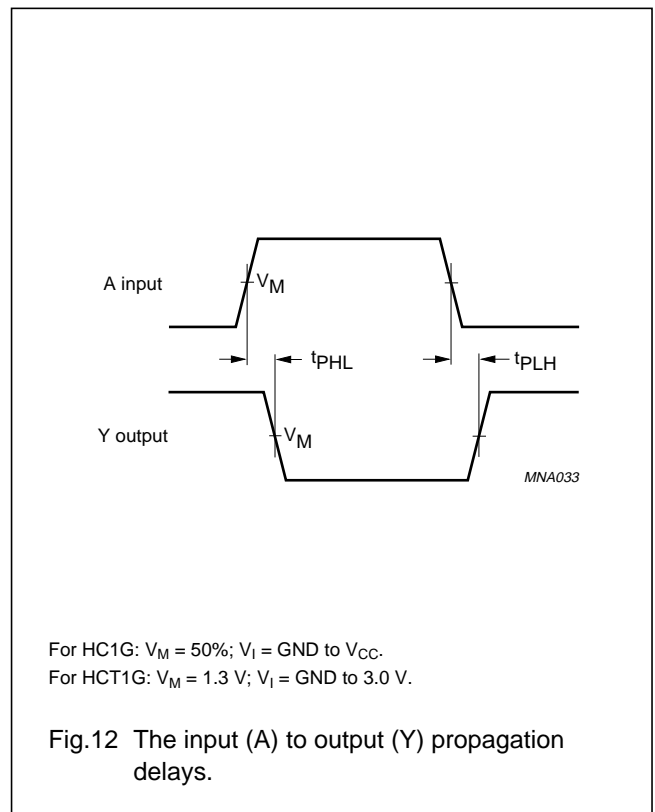 A input
V_M
t_PHL
t_PLH
Y output
V_M
MNA033
For HC1G: V_M = 50%; V_I = GND to V_CC.
For HCT1G: V_M = 1.3 V; V_I = GND to 3.0 V.
Fig.12 The input (A) to output (Y) propagation
delays.